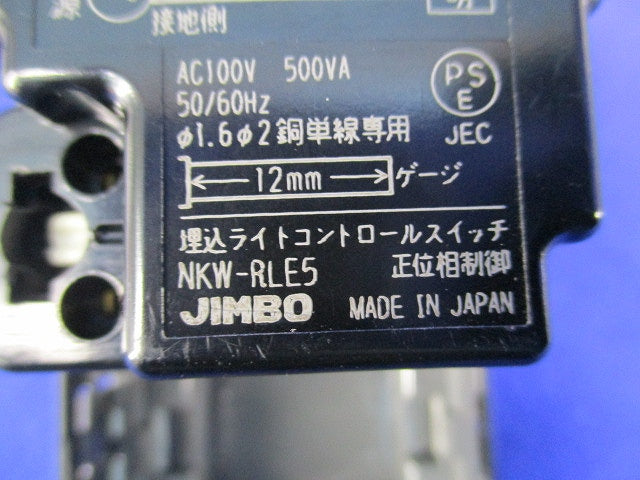 源
接地側
AC100V 500VA
50/60Hz
φ1.6φ2銅単線専用
PS
E
JEC
12mm ゲージ
埋込ライトコントロールスイッチ
NKW-RLE5 正位相制御
JIMBO MADE IN JAPAN